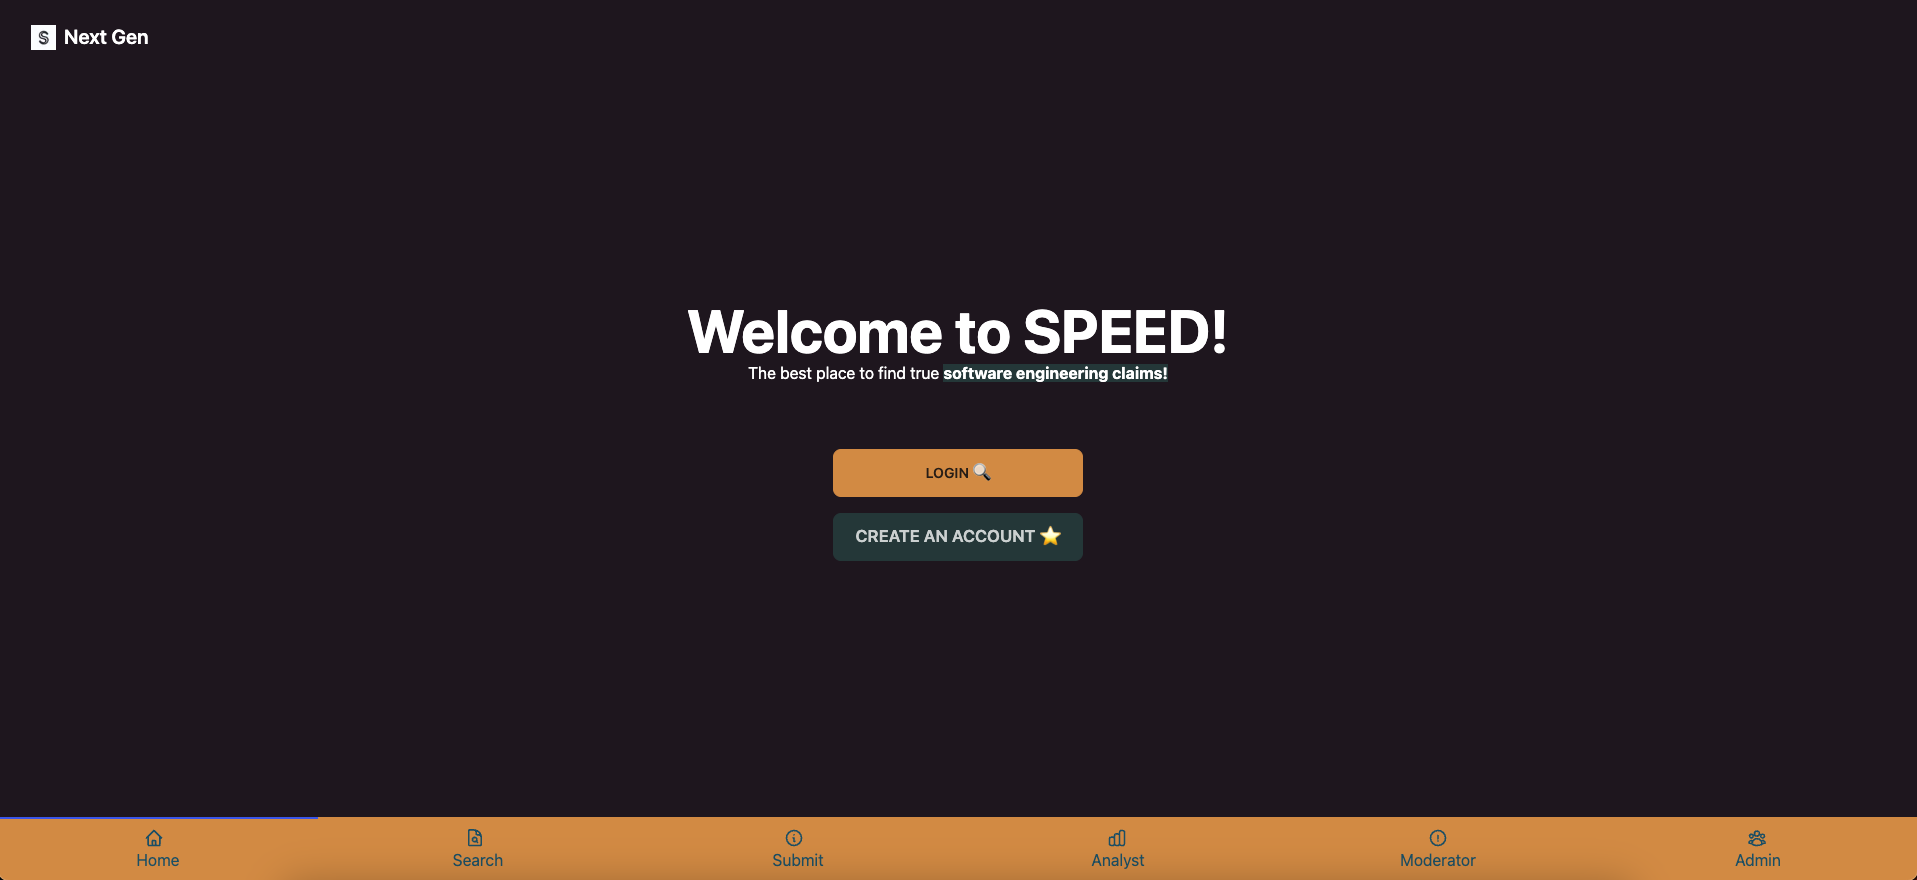 S Next Gen
Welcome to SPEED!
The best place to find true software engineering claims!
LOGIN 🔍
CREATE AN ACCOUNT ⭐
Home
Search
Submit
Analyst
Moderator
Admin